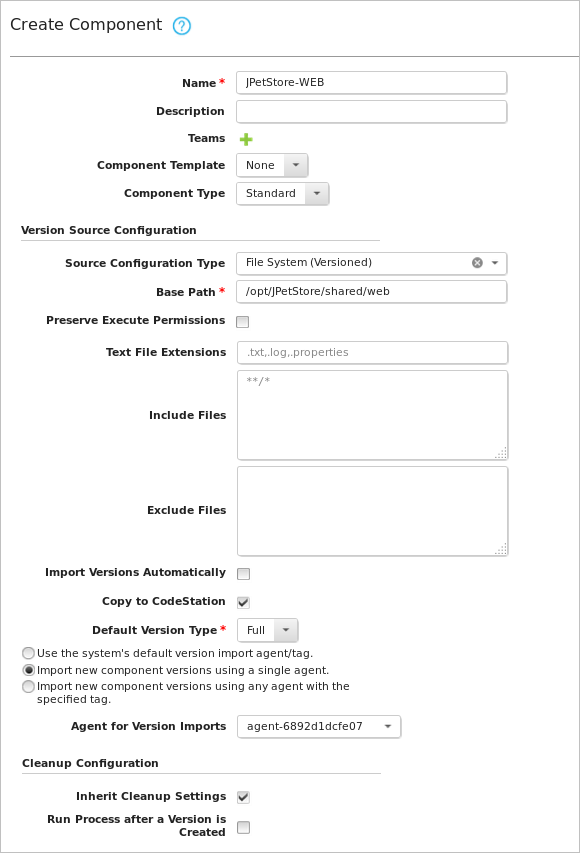 Create Component ?
Name * JPetStore-WEB
Description
Teams
Component Template None
Component Type Standard
Version Source Configuration
Source Configuration Type File System (Versioned)
Base Path * /opt/JPetStore/shared/web
Preserve Execute Permissions
Text File Extensions .txt,.log,.properties
**/*
Include Files
Exclude Files
Import Versions Automatically
Copy to CodeStation
Default Version Type * Full
Use the system's default version import agent/tag.
Import new component versions using a single agent.
Import new component versions using any agent with the
specified tag.
Agent for Version Imports agent-6892d1dcfe07
Cleanup Configuration
Inherit Cleanup Settings
Run Process after a Version is
Created